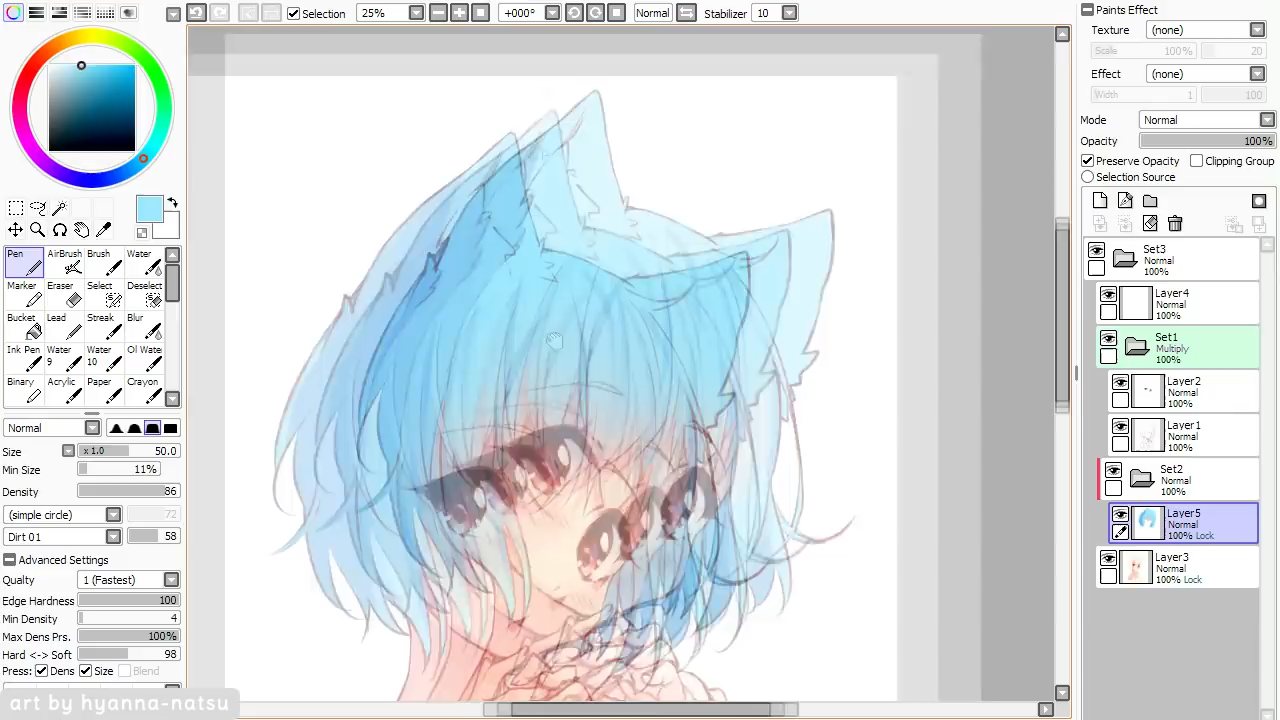 Selection
25%
+000°
Normal
Stabilizer
10
Pen
AirBrush
Brush
Water
Marker
Eraser
Select
Deselect
Bucket
Lead
Streak
Blur
Ink Pen
Water 9
Water 10
Oil Wate
Binary
Acrylic
Paper
Crayon
Normal
Size
x 1.0
50.0
Min Size
11%
Density
86
(simple circle)
72
Dirt 01
58
Advanced Settings
Qualty
1 (Fastest)
Edge Hardness
100
Min Density
4
Max Dens Prs.
100%
Hard <-> Soft
98
Press:
Dens
Size
Blend
art by hyanna-natsu
Paints Effect
Texture
(none)
Scale
100%
20
Effect
(none)
Width
1
100
Mode
Normal
Opacity
100%
Preserve Opacity
Clipping Group
Selection Source
Set3
100%
Layer4
Normal
100%
Set1
Multiply
100%
Layer2
Normal
100%
Layer1
Normal
100%
Set2
Normal
100%
Layer5
Normal
100% Lock
Layer3
Normal
100% Lock